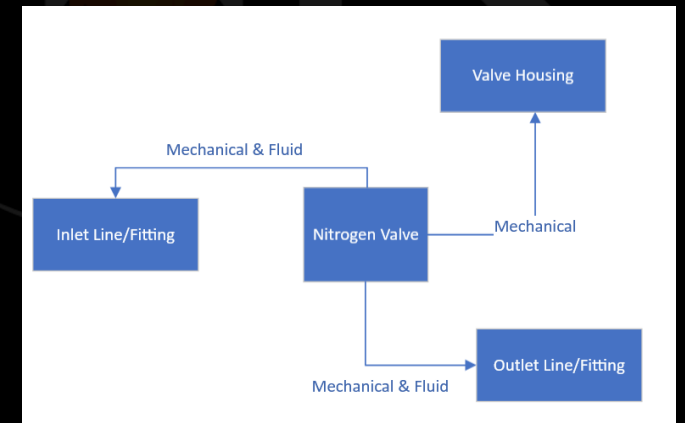 Valve Housing
Mechanical & Fluid
Inlet Line/Fitting
Nitrogen Valve
Mechanical
Outlet Line/Fitting
Mechanical & Fluid